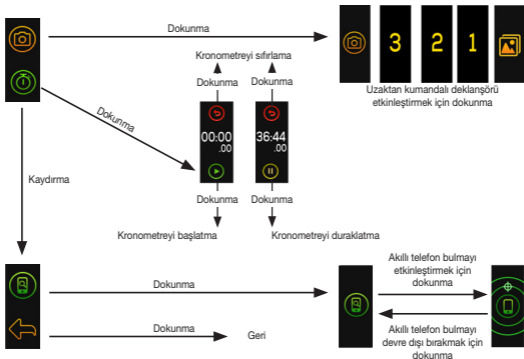 Dokunma
3 2 1
Uzaktan kumandalı deklanşörü
etkinleştirmek için dokunma
Kronometreyi sıfırlama
Dokunma
Dokunma
Dokunma
00:00
.00
36:44
.00
Dokunma
Dokunma
Kronometreyi başlatma
Kronometreyi duraklatma
Kaydırma
Dokunma
Akıllı telefon bulmayı
etkinleştirmek için
dokunma
Dokunma
Geri
Akıllı telefon bulmayı
devre dışı bırakmak için
dokunma